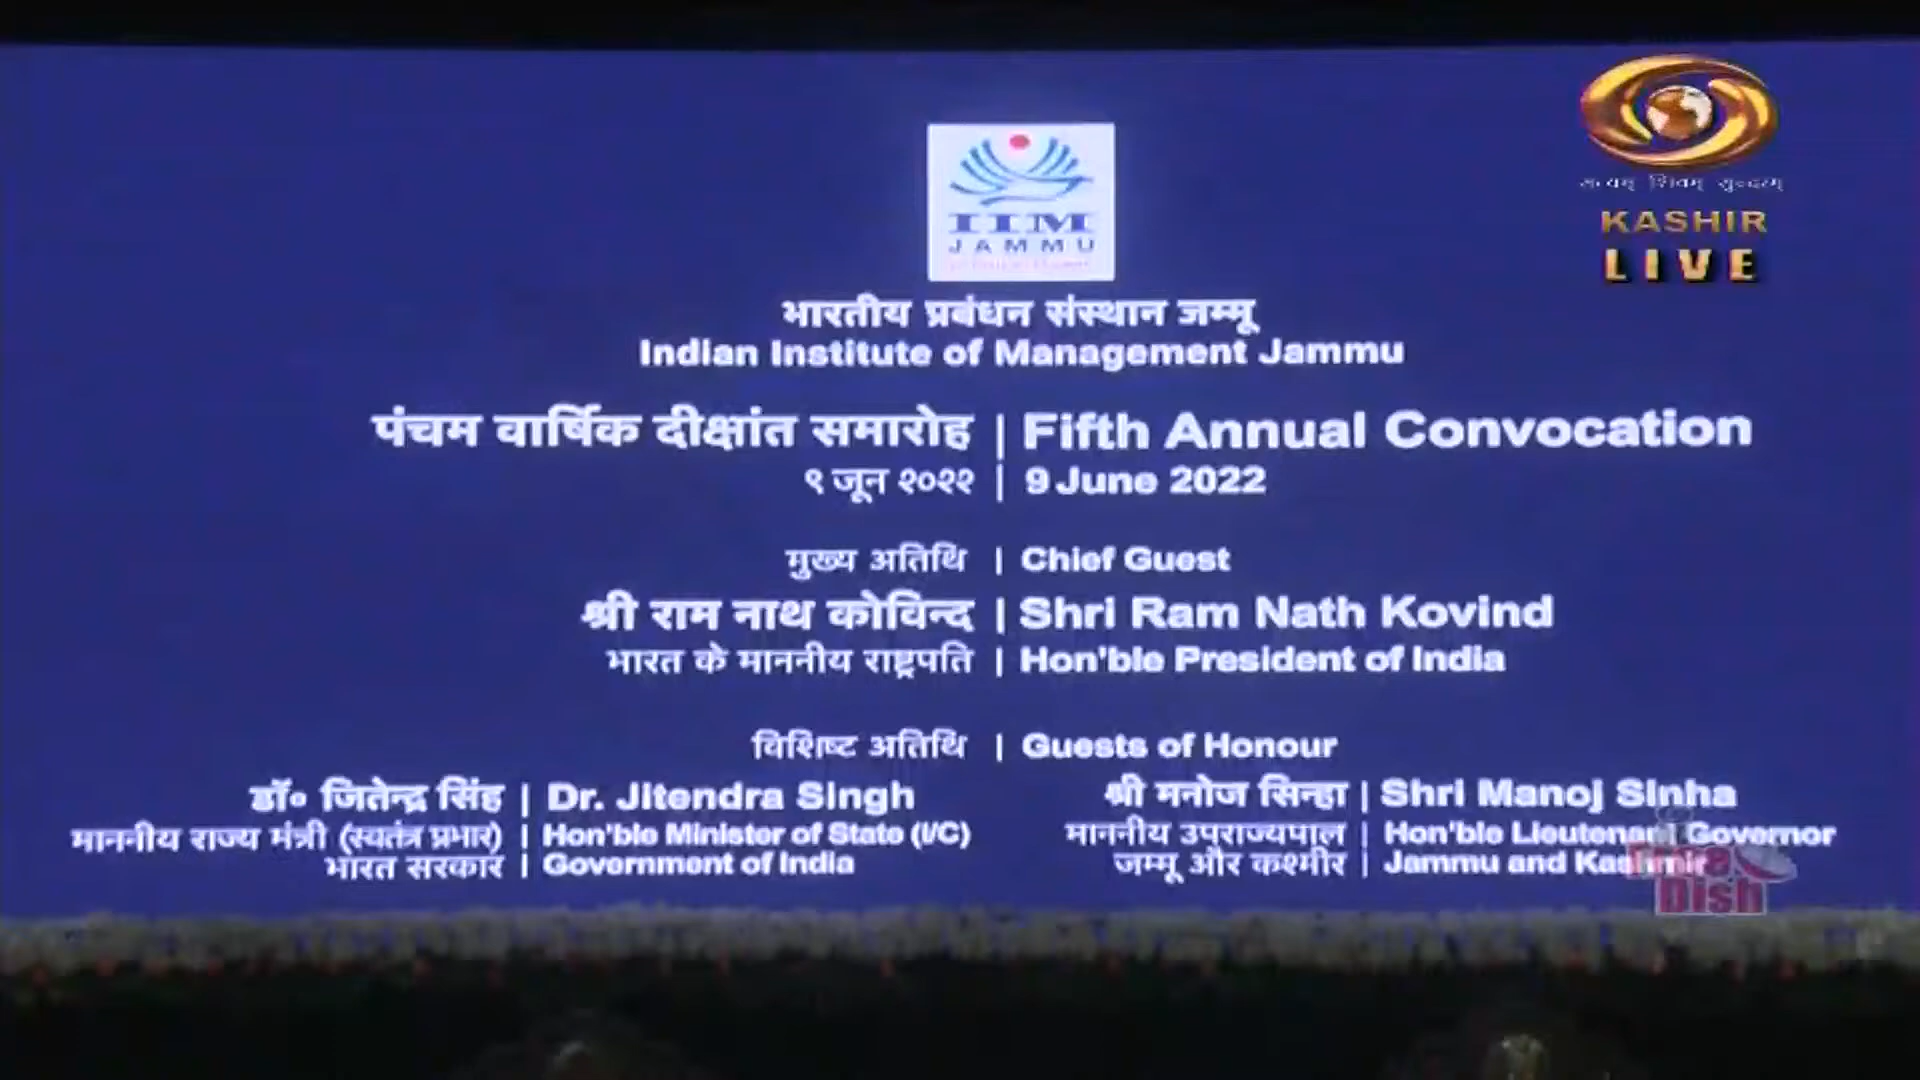 IIM
JAMMU
सत्यम् शिवम् सुन्दरम्
KASHIR
LIVE
भारतीय प्रबंधन संस्थान जम्मू
Indian Institute of Management Jammu
पंचम वार्षिक दीक्षांत समारोह | Fifth Annual Convocation
९ जून २०२२ | 9 June 2022
मुख्य अतिथि | Chief Guest
श्री राम नाथ कोविन्द | Shri Ram Nath Kovind
भारत के माननीय राष्ट्रपति | Hon'ble President of India
विशिष्ट अतिथि | Guests of Honour
डॉ० जितेन्द्र सिंह | Dr. Jitendra Singh
माननीय राज्य मंत्री (स्वतंत्र प्रभार) | Hon'ble Minister of State (I/C)
भारत सरकार | Government of India
श्री मनोज सिन्हा | Shri Manoj Sinha
माननीय उपराज्यपाल | Hon'ble Lieutenant Governor
जम्मू और कश्मीर | Jammu and Kashmir
Free
Dish